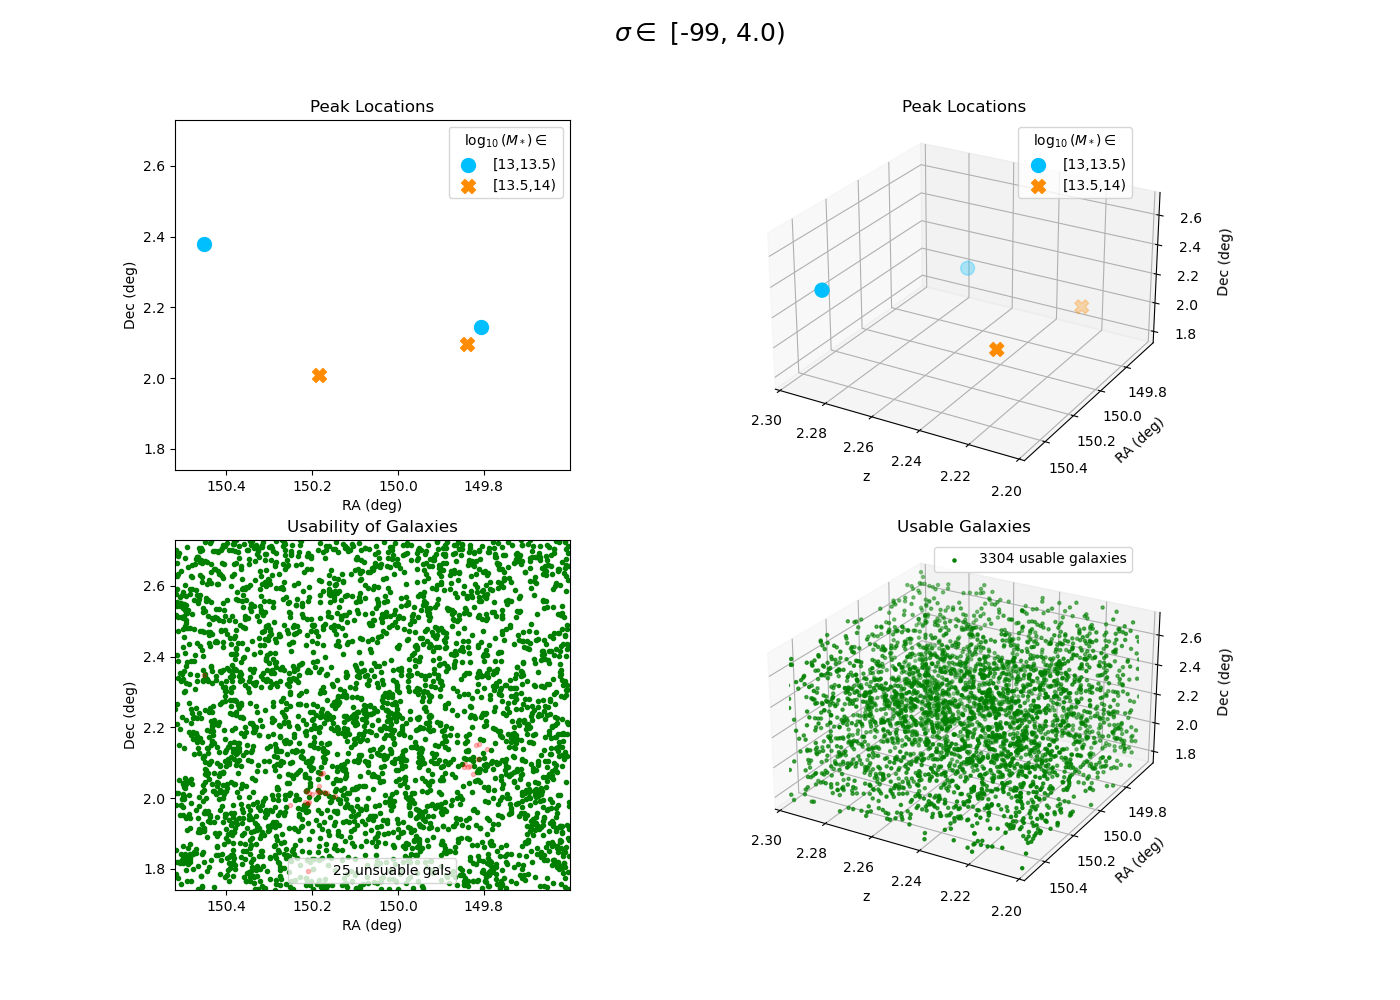 σ ∈ [-99, 4.0)
Peak Locations
log₁₀(M*) ∈
[13,13.5)
[13.5,14)
2.6
2.4
2.2
2.0
1.8
Dec (deg)
150.4 150.2 150.0 149.8
RA (deg)
Peak Locations
log₁₀(M*) ∈
[13,13.5)
[13.5,14)
2.6
2.4
2.2
2.0
1.8
Dec (deg)
149.8
150.0
150.2
150.4
RA (deg)
2.30
2.28
2.26
2.24
2.22
2.20
z
Usability of Galaxies
2.6
2.4
2.2
2.0
1.8
Dec (deg)
25 unsuable gals
150.4 150.2 150.0 149.8
RA (deg)
Usable Galaxies
3304 usable galaxies
2.6
2.4
2.2
2.0
1.8
Dec (deg)
149.8
150.0
150.2
150.4
RA (deg)
2.30
2.28
2.26
2.24
2.22
2.20
z